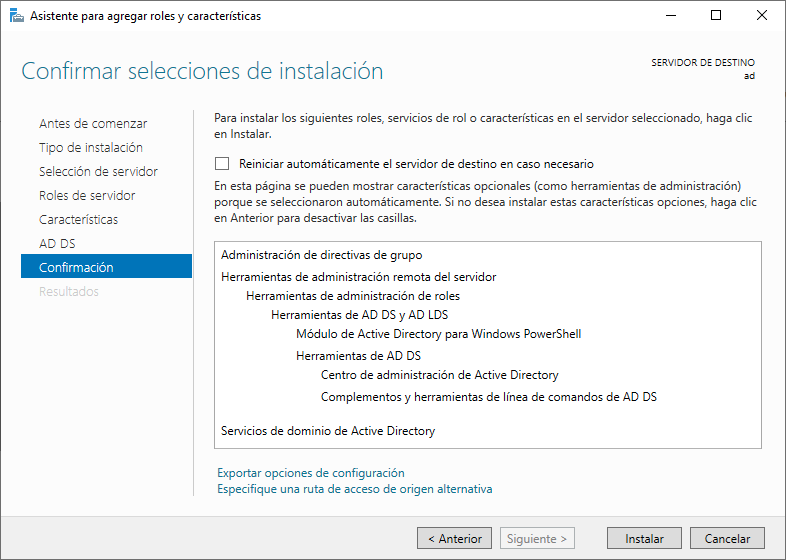 Asistente para agregar roles y características
Confirmar selecciones de instalación
SERVIDOR DE DESTINO
ad
Antes de comenzar
Tipo de instalación
Selección de servidor
Roles de servidor
Características
AD DS
Confirmación
Resultados
Para instalar los siguientes roles, servicios de rol o características en el servidor seleccionado, haga clic
en Instalar.
Reiniciar automáticamente el servidor de destino en caso necesario
En esta página se pueden mostrar características opcionales (como herramientas de administración)
porque se seleccionaron automáticamente. Si no desea instalar estas características opciones, haga clic
en Anterior para desactivar las casillas.
Administración de directivas de grupo
Herramientas de administración remota del servidor
Herramientas de administración de roles
Herramientas de AD DS y AD LDS
Módulo de Active Directory para Windows PowerShell
Herramientas de AD DS
Centro de administración de Active Directory
Complementos y herramientas de línea de comandos de AD DS
Servicios de dominio de Active Directory
Exportar opciones de configuración
Especifique una ruta de acceso de origen alternativa
< Anterior
Siguiente >
Instalar
Cancelar